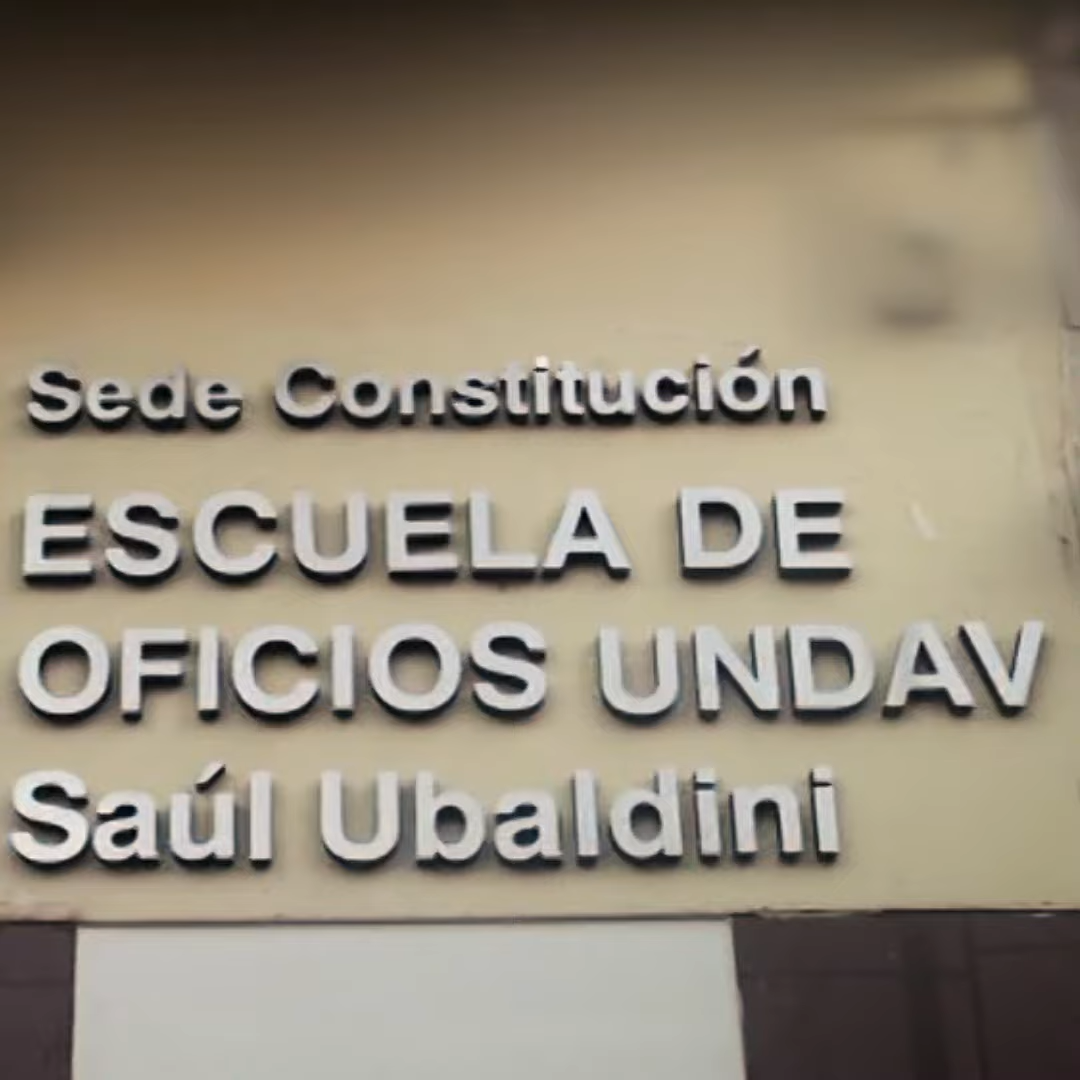 Sede Constitución
ESCUELA DE
OFICIOS UNDAV
Saúl Ubaldini